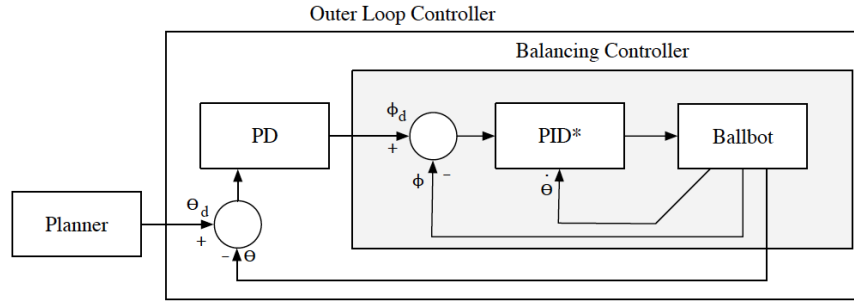 Outer Loop Controller
Balancing Controller
PD
ϕd
+
PID*
Ballbot
ϕ
−
Θ̇
Planner
Θd
+
−
Θ